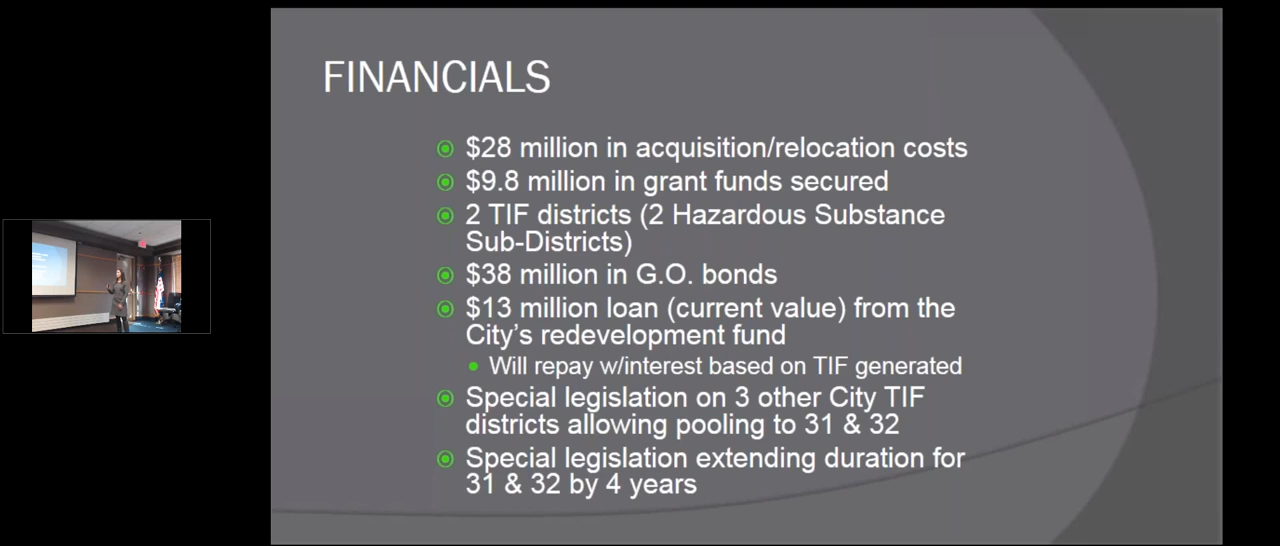 FINANCIALS
$28 million in acquisition/relocation costs
$9.8 million in grant funds secured
2 TIF districts (2 Hazardous Substance
Sub-Districts)
$38 million in G.O. bonds
$13 million loan (current value) from the
City's redevelopment fund
Will repay w/interest based on TIF generated
Special legislation on 3 other City TIF
districts allowing pooling to 31 & 32
Special legislation extending duration for
31 & 32 by 4 years